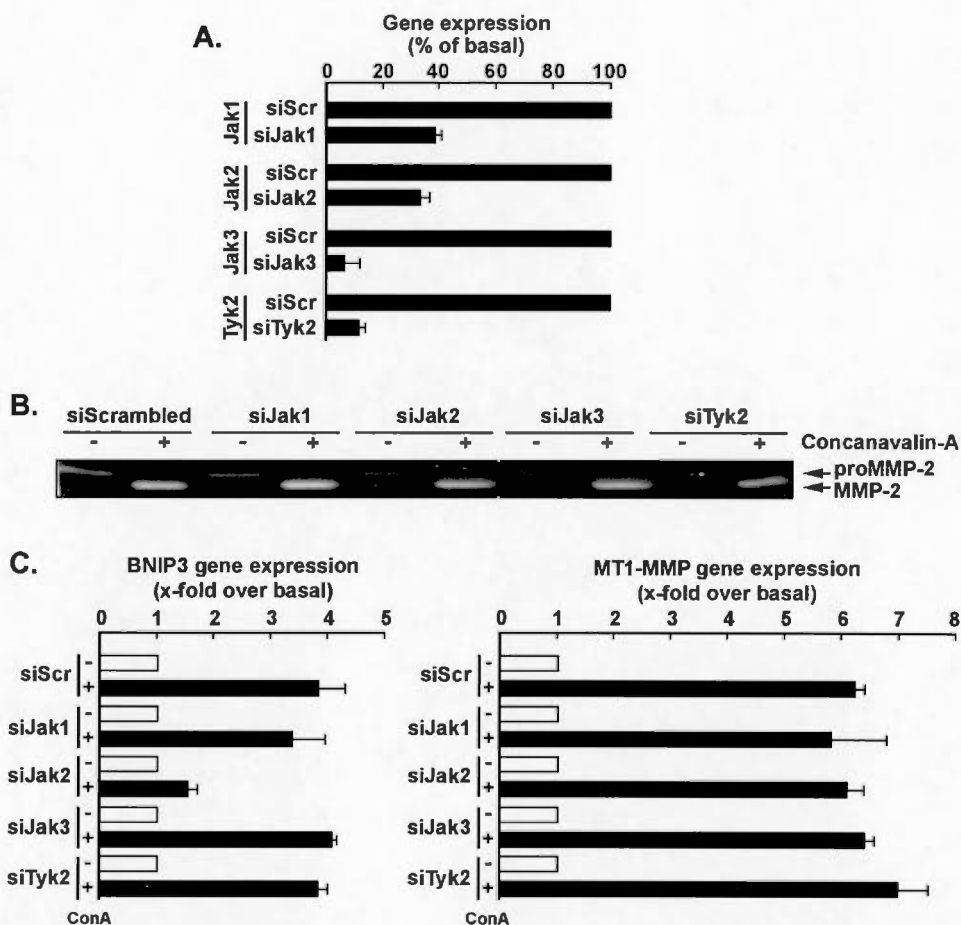 A.
Gene expression
(% of basal)
0 20 40 60 80 100
Jak1
siScr
siJak1
Jak2
siScr
siJak2
Jak3
siScr
siJak3
Tyk2
siScr
siTyk2
B.
siScrambled siJak1 siJak2 siJak3 siTyk2
- + - + - + - + - + Concanavalin-A
proMMP-2
MMP-2
C.
BNIP3 gene expression
(x-fold over basal)
0 1 2 3 4 5
siScr - +
siJak1 - +
siJak2 - +
siJak3 - +
siTyk2 - +
ConA
MT1-MMP gene expression
(x-fold over basal)
0 1 2 3 4 5 6 7 8
siScr - +
siJak1 - +
siJak2 - +
siJak3 - +
siTyk2 - +
ConA